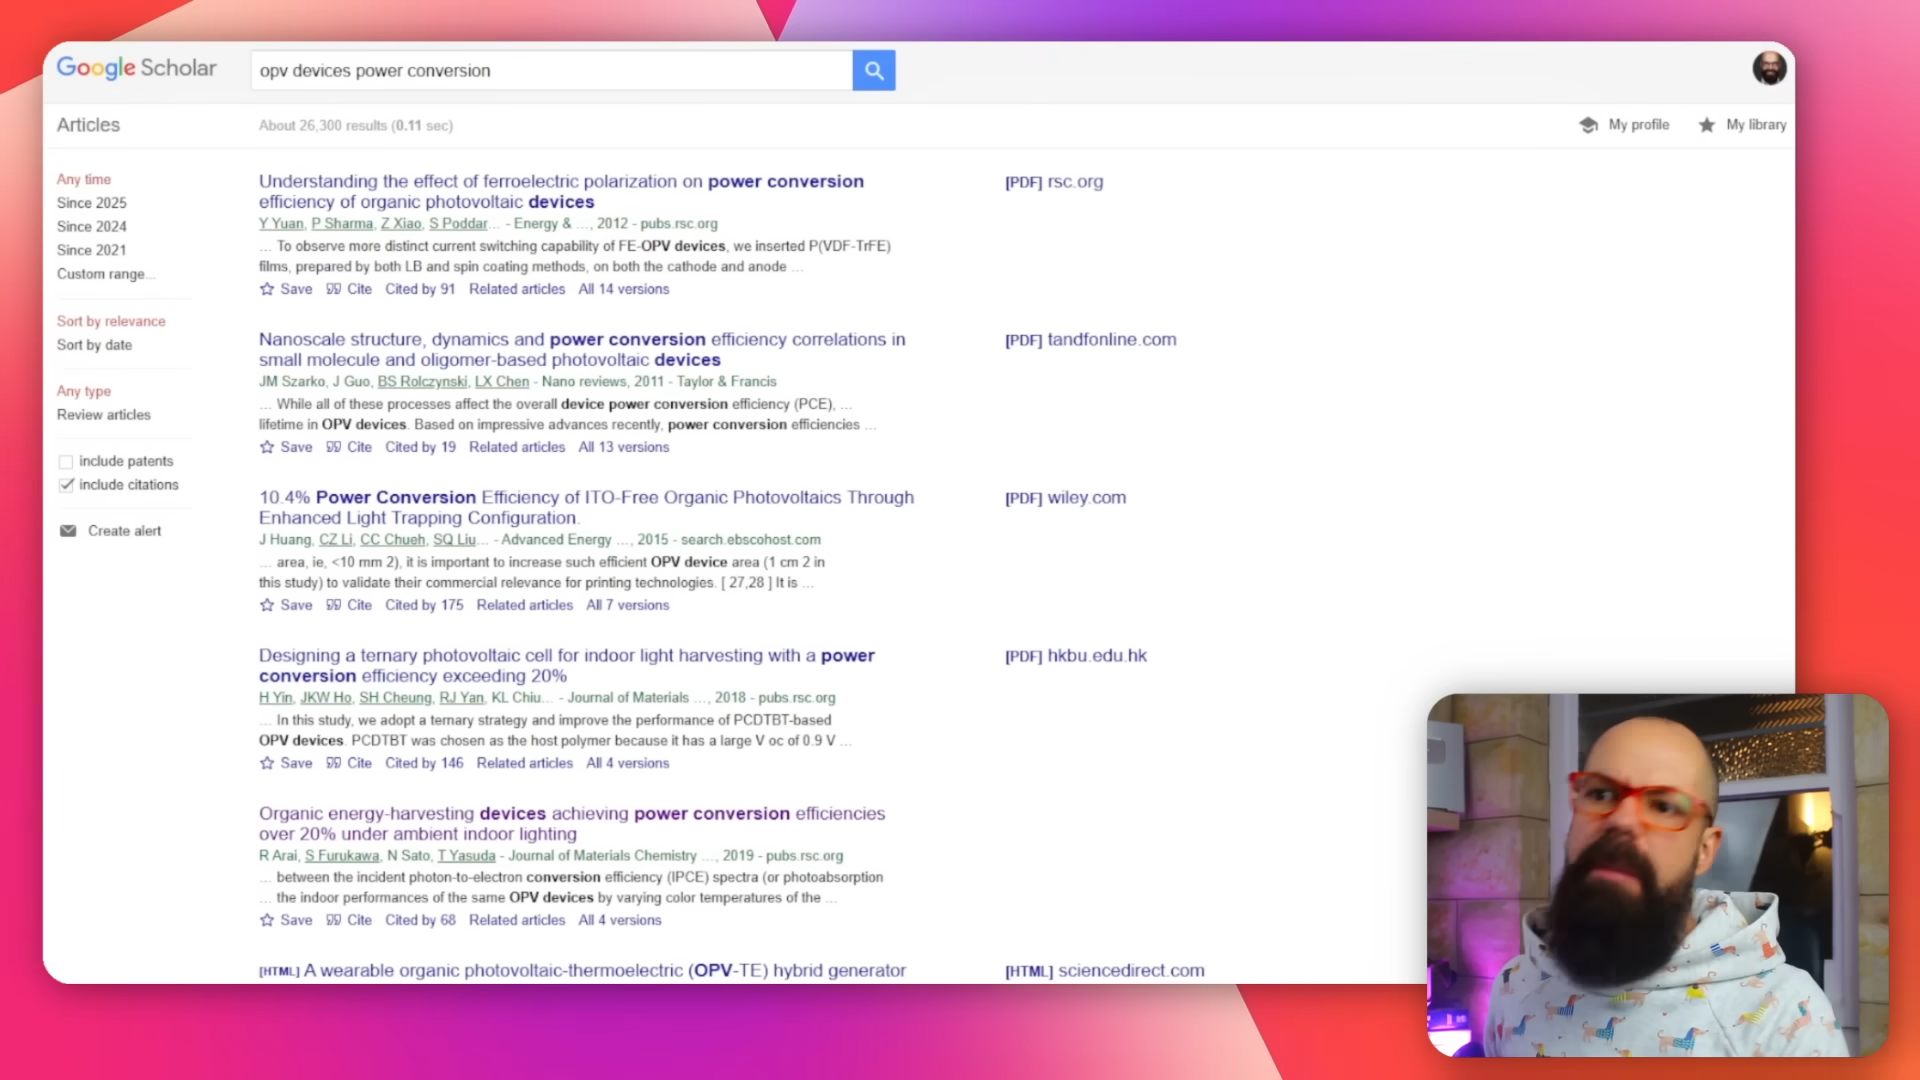 Google Scholar
opv devices power conversion
Articles
About 26,300 results (0.11 sec)
My profile
My library
Any time
Since 2025
Since 2024
Since 2021
Custom range...
Sort by relevance
Sort by date
Any type
Review articles
include patents
include citations
Create alert
Understanding the effect of ferroelectric polarization on power conversion
efficiency of organic photovoltaic devices
Y Yuan, P Sharma, Z Xiao, S Poddar... - Energy & ..., 2012 - pubs.rsc.org
... To observe more distinct current switching capability of FE-OPV devices, we inserted P(VDF-TrFE)
films, prepared by both LB and spin coating methods, on both the cathode and anode ...
Save Cite Cited by 91 Related articles All 14 versions
[PDF] rsc.org
Nanoscale structure, dynamics and power conversion efficiency correlations in
small molecule and oligomer-based photovoltaic devices
JM Szarko, J Guo, BS Rolczynski, LX Chen - Nano reviews, 2011 - Taylor & Francis
... While all of these processes affect the overall device power conversion efficiency (PCE), ...
lifetime in OPV devices. Based on impressive advances recently, power conversion efficiencies ...
Save Cite Cited by 19 Related articles All 13 versions
[PDF] tandfonline.com
10.4% Power Conversion Efficiency of ITO-Free Organic Photovoltaics Through
Enhanced Light Trapping Configuration.
J Huang, CZ Li, CC Chueh, SQ Liu... - Advanced Energy ..., 2015 - search.ebscohost.com
... area, ie, <10 mm 2), it is important to increase such efficient OPV device area (1 cm 2 in
this study) to validate their commercial relevance for printing technologies. [ 27,28 ] It is ...
Save Cite Cited by 175 Related articles All 7 versions
[PDF] wiley.com
Designing a ternary photovoltaic cell for indoor light harvesting with a power
conversion efficiency exceeding 20%
H Yin, JKW Ho, SH Cheung, RJ Yan, KL Chiu... - Journal of Materials ..., 2018 - pubs.rsc.org
... In this study, we adopt a ternary strategy and improve the performance of PCDTBT-based
OPV devices. PCDTBT was chosen as the host polymer because it has a large V oc of 0.9 V ...
Save Cite Cited by 146 Related articles All 4 versions
[PDF] hkbu.edu.hk
Organic energy-harvesting devices achieving power conversion efficiencies
over 20% under ambient indoor lighting
R Arai, S Furukawa, N Sato, T Yasuda - Journal of Materials Chemistry ..., 2019 - pubs.rsc.org
... between the incident photon-to-electron conversion efficiency (IPCE) spectra (or photoabsorption
... the indoor performances of the same OPV devices by varying color temperatures of the ...
Save Cite Cited by 68 Related articles All 4 versions
[HTML] A wearable organic photovoltaic-thermoelectric (OPV-TE) hybrid generator
[HTML] sciencedirect.com